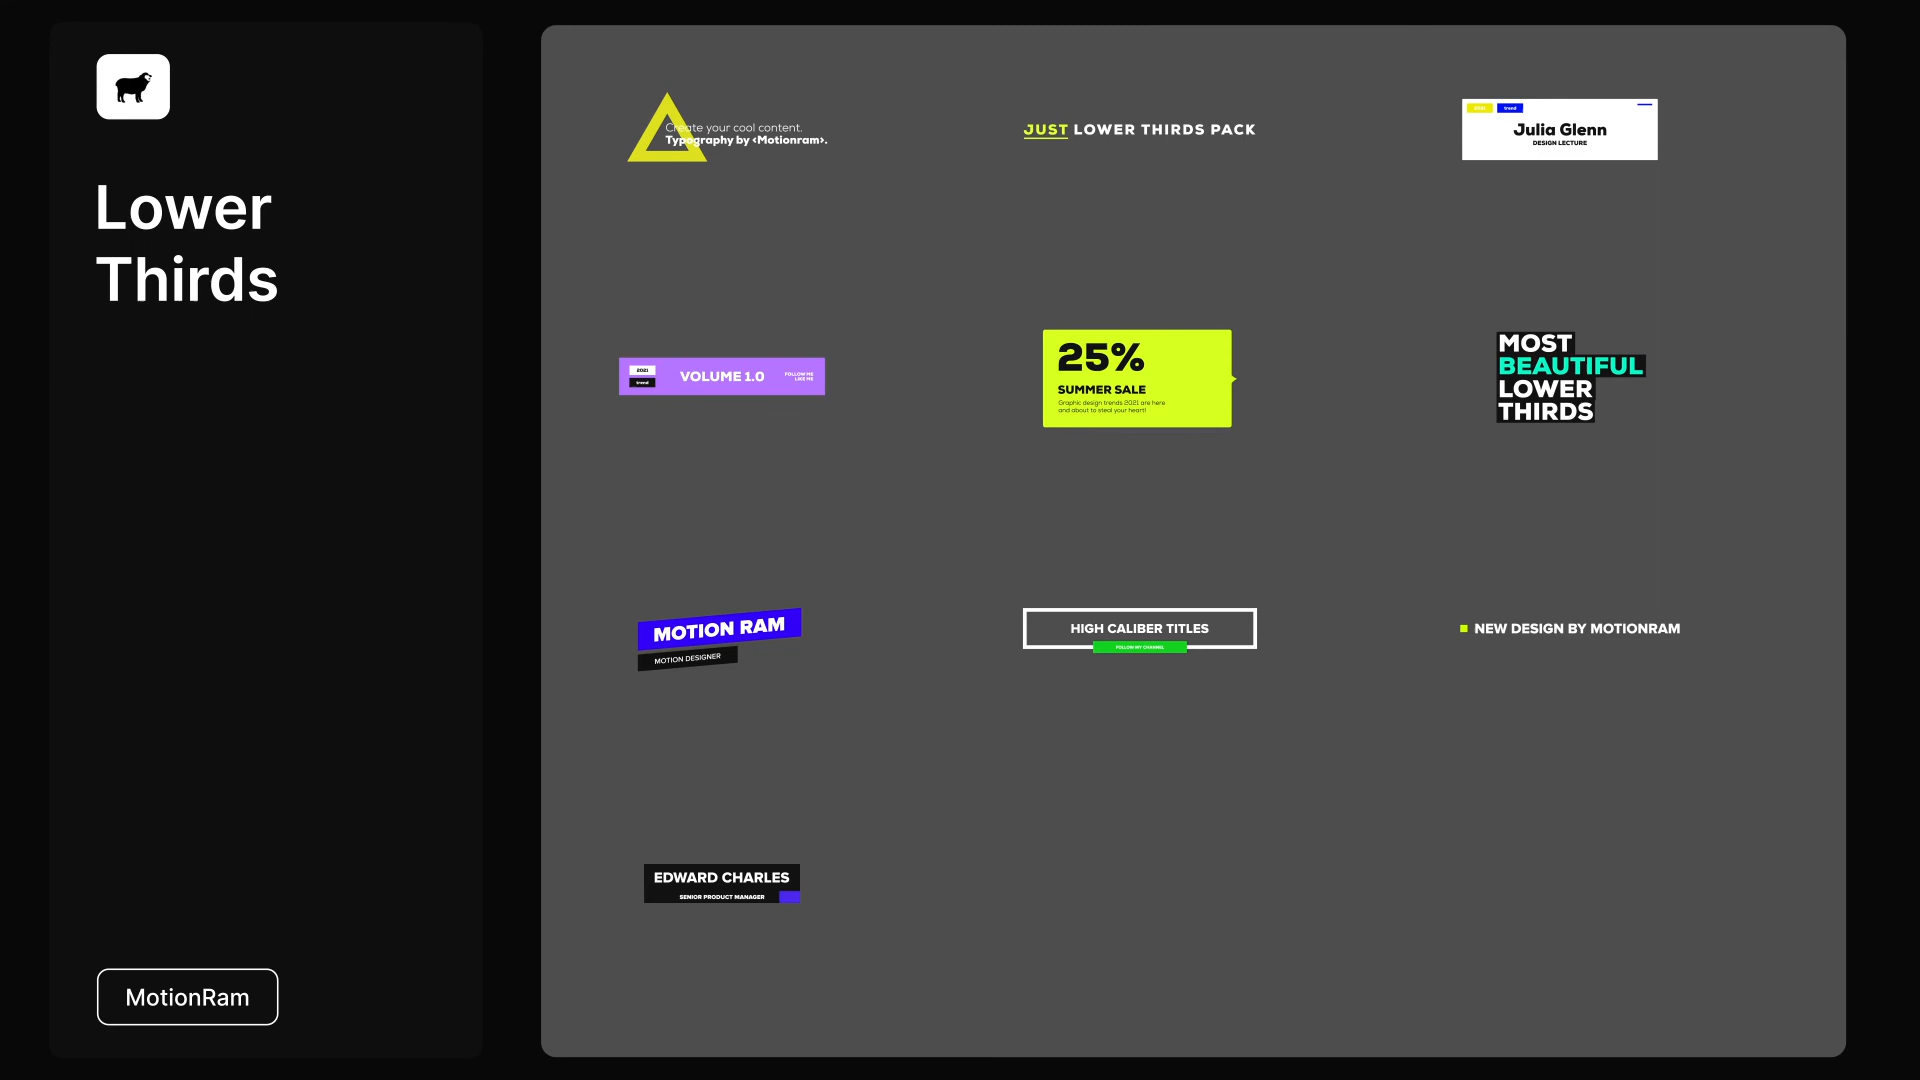 Lower
Thirds
MotionRam
Create your cool content.
Typography by <Motionram>.
JUST LOWER THIRDS PACK
2021
trend
Julia Glenn
DESIGN LECTURE
2021
trend
VOLUME 1.0
FOLLOW ME
LIKE ME
25%
SUMMER SALE
Graphic design trends 2021 are here
and about to steal your heart!
MOST
BEAUTIFUL
LOWER
THIRDS
MOTION RAM
MOTION DESIGNER
HIGH CALIBER TITLES
FOLLOW MY CHANNEL
NEW DESIGN BY MOTIONRAM
EDWARD CHARLES
SENIOR PRODUCT MANAGER